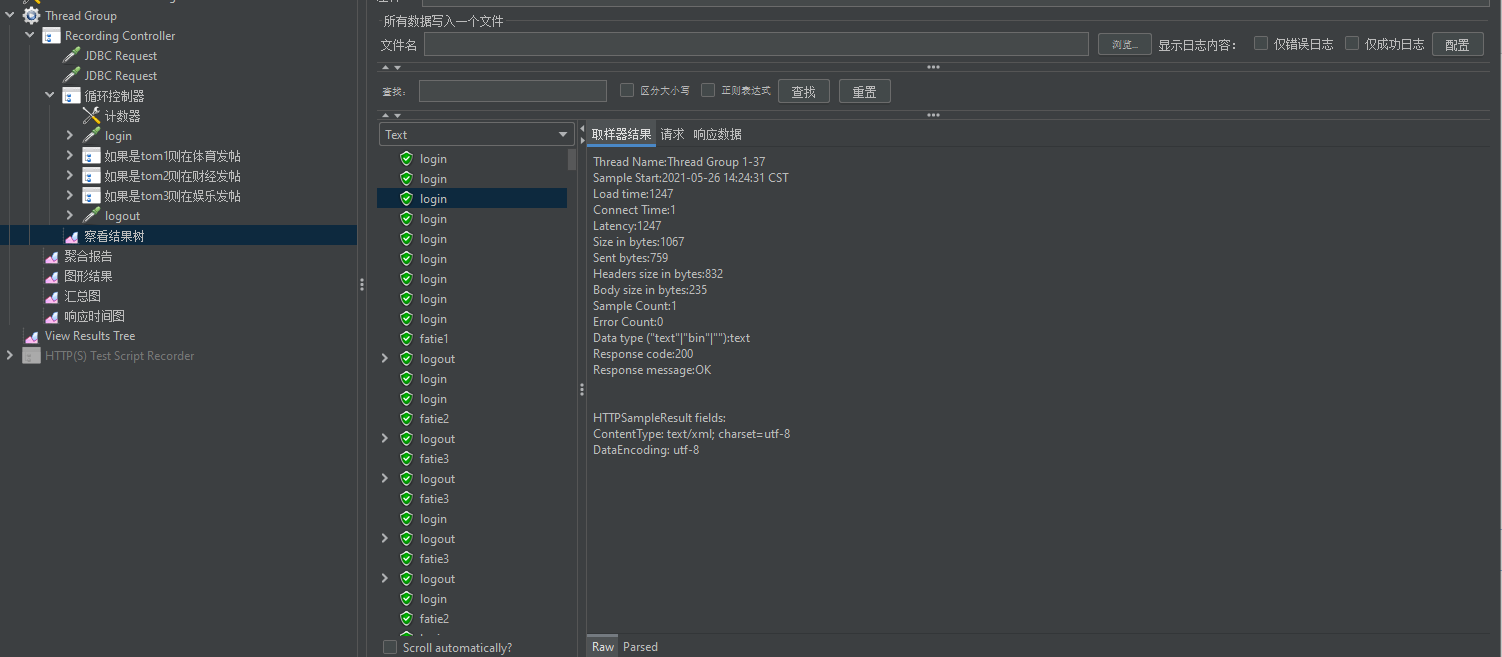 Thread Group
Recording Controller
JDBC Request
JDBC Request
循环控制器
计数器
login
如果是tom1则在体育发帖
如果是tom2则在财经发帖
如果是tom3则在娱乐发帖
logout
察看结果树
聚合报告
图形结果
汇总图
响应时间图
View Results Tree
HTTP(S) Test Script Recorder
所有数据写入一个文件
文件名
浏览...
显示日志内容：
仅错误日志
仅成功日志
配置
查找：
区分大小写
正则表达式
查找
重置
Text
login
login
login
login
login
login
login
login
login
fatie1
logout
login
login
fatie2
logout
fatie3
logout
fatie3
login
logout
fatie3
logout
login
fatie2
Scroll automatically?
取样器结果 请求 响应数据
Thread Name:Thread Group 1-37
Sample Start:2021-05-26 14:24:31 CST
Load time:1247
Connect Time:1
Latency:1247
Size in bytes:1067
Sent bytes:759
Headers size in bytes:832
Body size in bytes:235
Sample Count:1
Error Count:0
Data type ("text"|"bin"|""):text
Response code:200
Response message:OK
HTTPSampleResult fields:
ContentType: text/xml; charset=utf-8
DataEncoding: utf-8
Raw Parsed